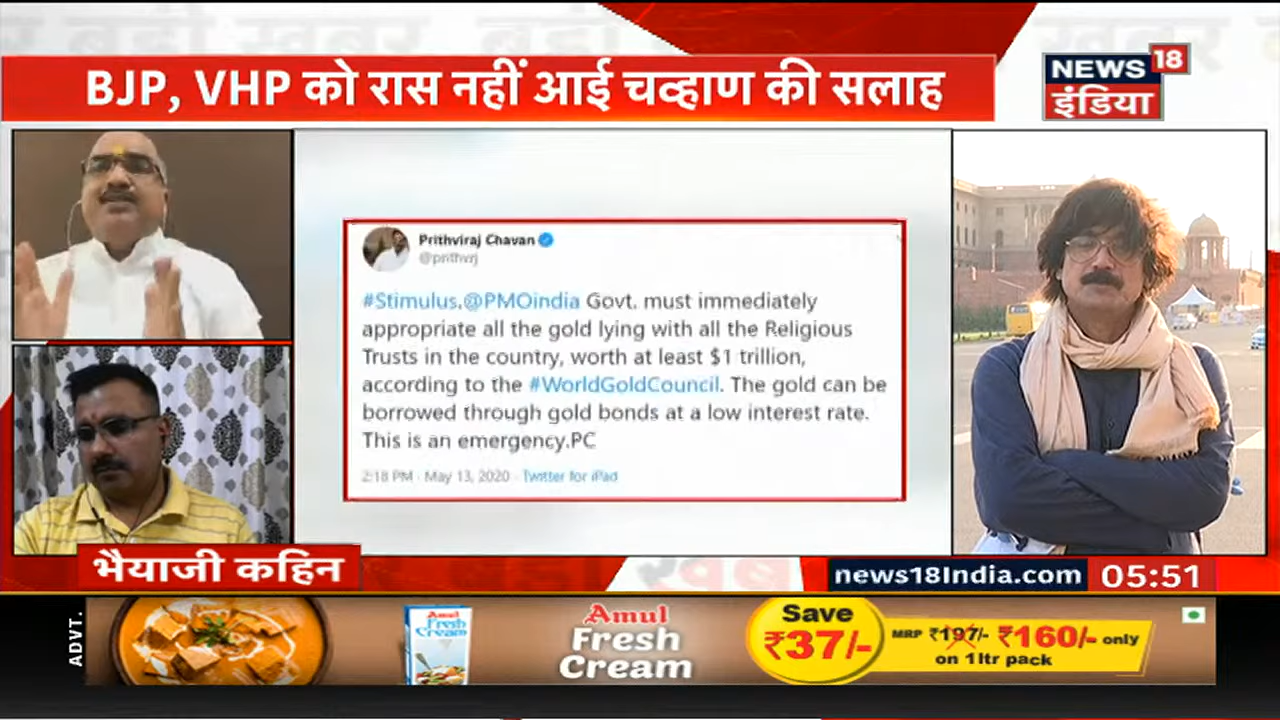 BJP, VHP को रास नहीं आई चव्हाण की सलाह
NEWS 18
इंडिया
Prithviraj Chavan
@prithvrj
#Stimulus.@PMOindia Govt. must immediately
appropriate all the gold lying with all the Religious
Trusts in the country, worth at least $1 trillion,
according to the #WorldGoldCouncil. The gold can be
borrowed through gold bonds at a low interest rate.
This is an emergency.PC
2:18 PM · May 13, 2020 · Twitter for iPad
भैयाजी कहिन
news18India.com 05:51
ADVT.
Amul
Fresh
Cream
Amul
Fresh
Cream
Save
₹37/-
MRP ₹197/- ₹160/- only
on 1ltr pack